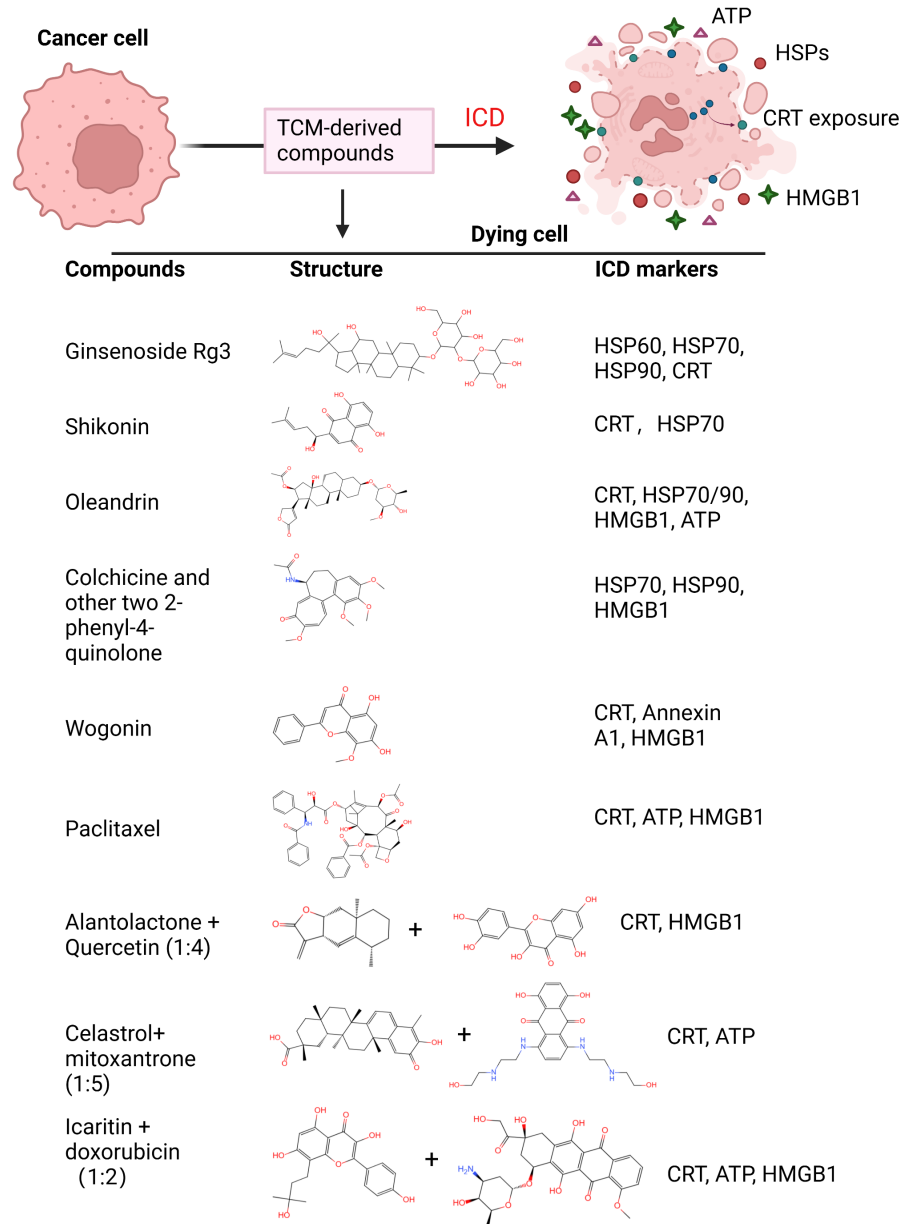 Cancer cell
TCM-derived
compounds
ICD
ATP
HSPs
CRT exposure
HMGB1
Dying cell
Compounds
Structure
ICD markers
Ginsenoside Rg3
HSP60, HSP70,
HSP90, CRT
Shikonin
CRT, HSP70
Oleandrin
CRT, HSP70/90,
HMGB1, ATP
Colchicine and
other two 2-
phenyl-4-
quinolone
HSP70, HSP90,
HMGB1
Wogonin
CRT, Annexin
A1, HMGB1
Paclitaxel
CRT, ATP, HMGB1
Alantolactone +
Quercetin (1:4)
+
CRT, HMGB1
Celastrol+
mitoxantrone
(1:5)
+
CRT, ATP
Icaritin +
doxorubicin
(1:2)
+
CRT, ATP, HMGB1